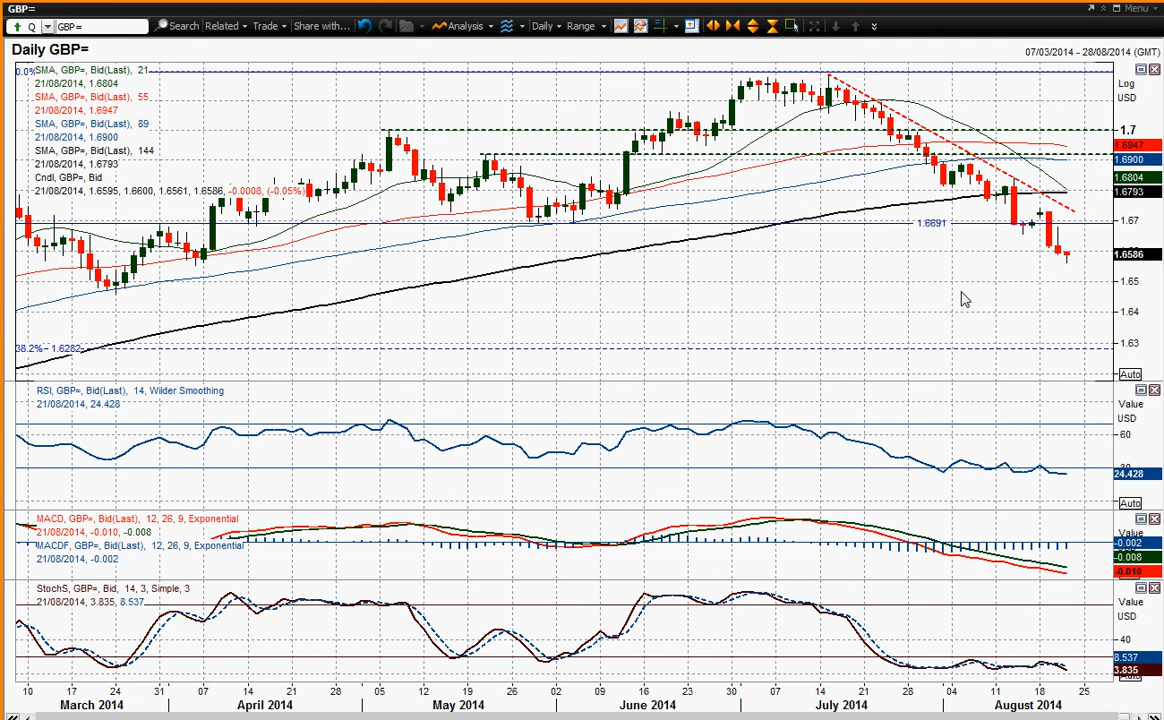 GBP=
Menu
Q GBP= Search Related Trade Share with... Analysis Daily Range
Daily GBP=
07/03/2014 - 28/08/2014 (GMT)
0.0%
SMA, GBP=, Bid(Last), 21
21/08/2014, 1.6804
SMA, GBP=, Bid(Last), 55
21/08/2014, 1.6947
SMA, GBP=, Bid(Last), 89
21/08/2014, 1.6900
SMA, GBP=, Bid(Last), 144
21/08/2014, 1.6793
Cndl, GBP=, Bid
21/08/2014, 1.6595, 1.6600, 1.6561, 1.6586, -0.0008, (-0.05%)
Log
USD
1.7
1.6947
1.6900
1.6804
1.6793
1.67
1.6691
1.6586
1.65
1.64
1.63
38.2% 1.6282
Auto
RSI, GBP=, Bid(Last), 14, Wilder Smoothing
21/08/2014, 24.428
Value
USD
60
30
24.428
Auto
MACD, GBP=, Bid(Last), 12, 26, 9, Exponential
21/08/2014, -0.010, -0.008
MACDF, GBP=, Bid(Last), 12, 26, 9, Exponential
21/08/2014, -0.002
Value
-0.002
-0.008
-0.010
StochS, GBP=, Bid, 14, 3, Simple, 3
21/08/2014, 3.835, 8.537
Value
USD
40
8.537
3.835
Auto
10 17 24 31 07 14 21 28 05 12 19 26 02 09 16 23 30 07 14 21 28 04 11 18 25
March 2014 April 2014 May 2014 June 2014 July 2014 August 2014